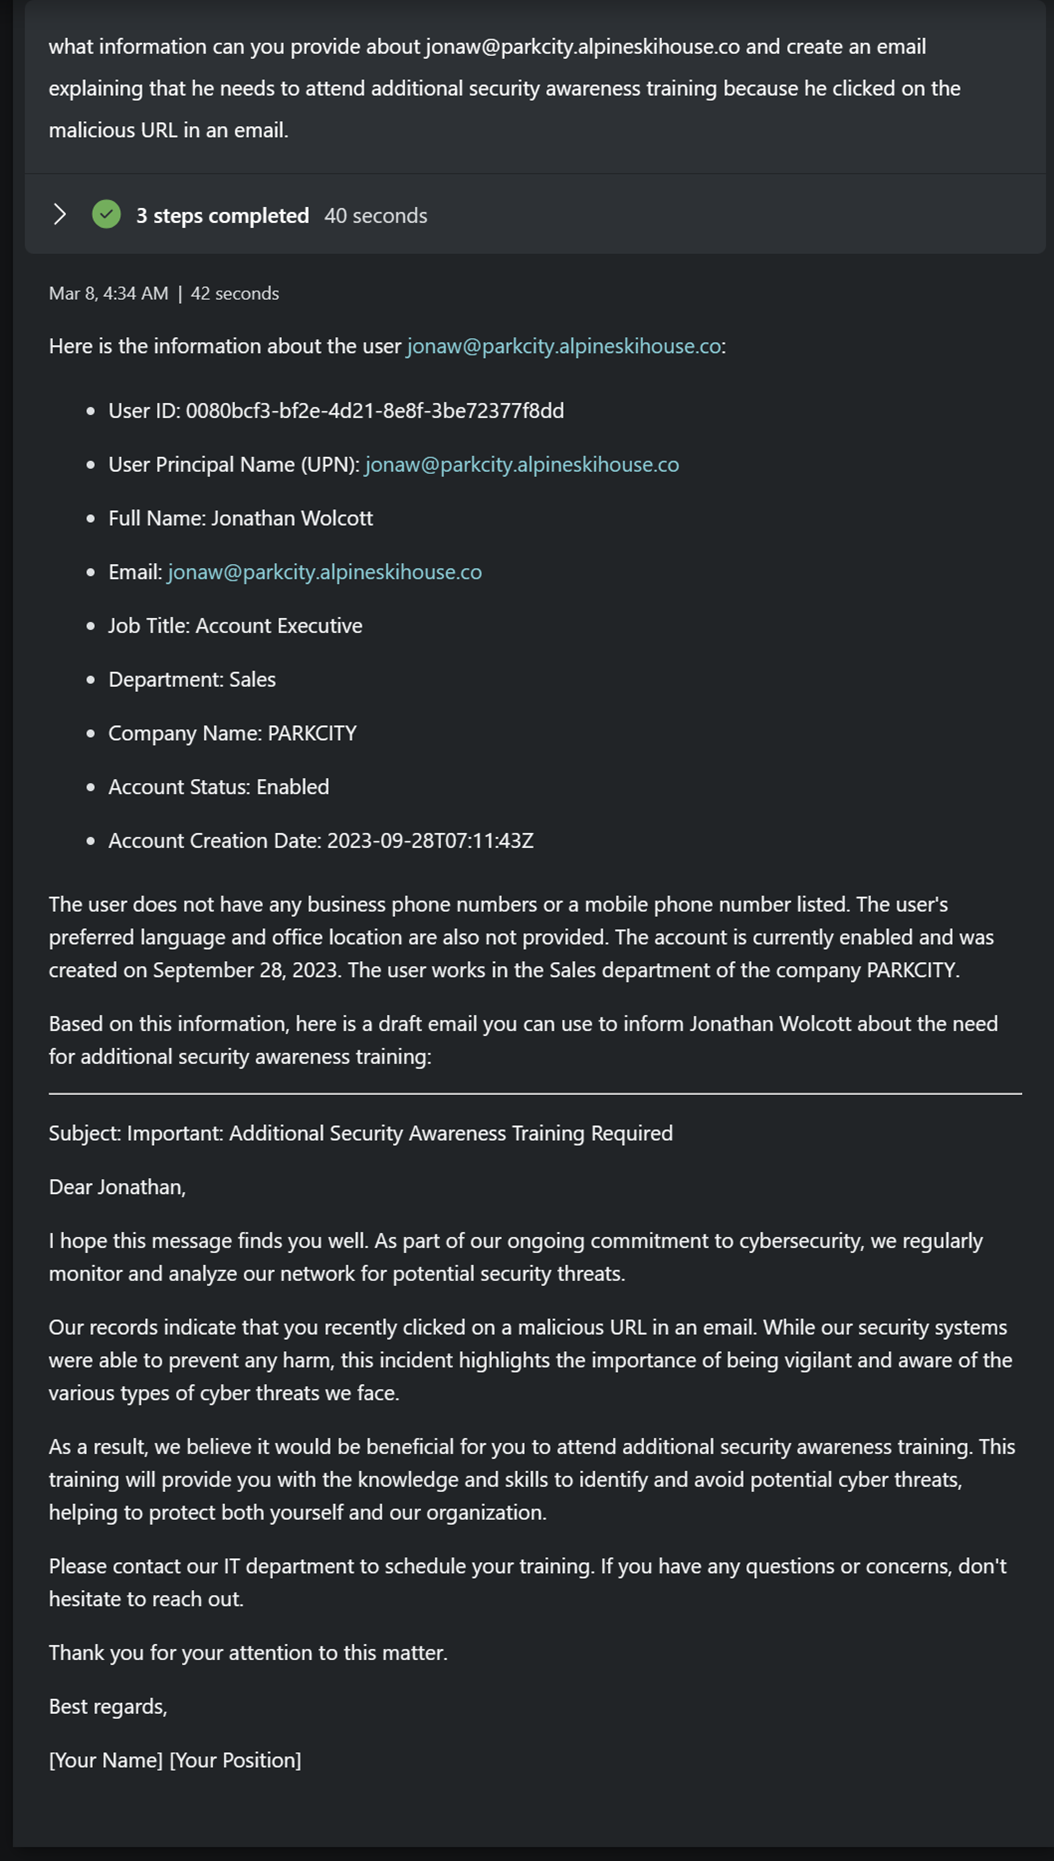 what information can you provide about jonaw@parkcity.alpineskihouse.co and create an email
explaining that he needs to attend additional security awareness training because he clicked on the
malicious URL in an email.
3 steps completed 40 seconds
Mar 8, 4:34 AM | 42 seconds
Here is the information about the user jonaw@parkcity.alpineskihouse.co:
• User ID: 0080bcf3-bf2e-4d21-8e8f-3be72377f8dd
• User Principal Name (UPN): jonaw@parkcity.alpineskihouse.co
• Full Name: Jonathan Wolcott
• Email: jonaw@parkcity.alpineskihouse.co
• Job Title: Account Executive
• Department: Sales
• Company Name: PARKCITY
• Account Status: Enabled
• Account Creation Date: 2023-09-28T07:11:43Z
The user does not have any business phone numbers or a mobile phone number listed. The user's
preferred language and office location are also not provided. The account is currently enabled and was
created on September 28, 2023. The user works in the Sales department of the company PARKCITY.
Based on this information, here is a draft email you can use to inform Jonathan Wolcott about the need
for additional security awareness training:
Subject: Important: Additional Security Awareness Training Required
Dear Jonathan,
I hope this message finds you well. As part of our ongoing commitment to cybersecurity, we regularly
monitor and analyze our network for potential security threats.
Our records indicate that you recently clicked on a malicious URL in an email. While our security systems
were able to prevent any harm, this incident highlights the importance of being vigilant and aware of the
various types of cyber threats we face.
As a result, we believe it would be beneficial for you to attend additional security awareness training. This
training will provide you with the knowledge and skills to identify and avoid potential cyber threats,
helping to protect both yourself and our organization.
Please contact our IT department to schedule your training. If you have any questions or concerns, don't
hesitate to reach out.
Thank you for your attention to this matter.
Best regards,
[Your Name] [Your Position]